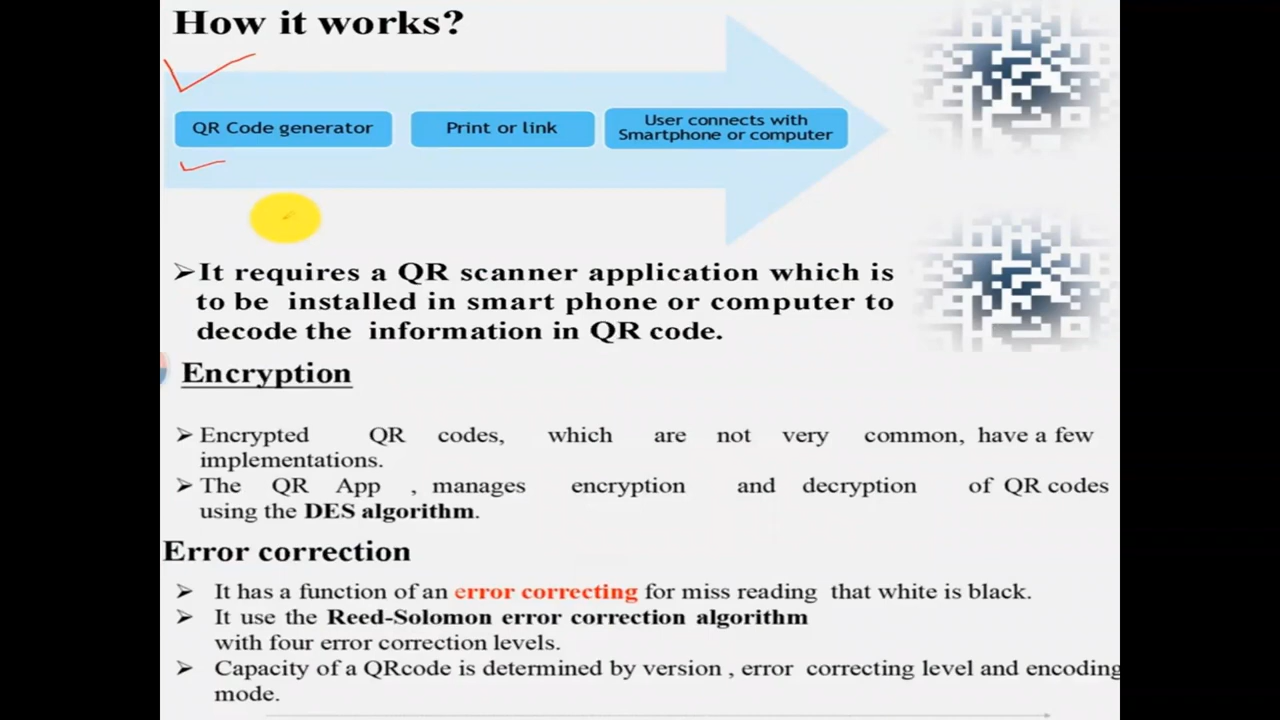 How it works?
QR Code generator
Print or link
User connects with
Smartphone or computer
➢It requires a QR scanner application which is
to be installed in smart phone or computer to
decode the information in QR code.
Encryption
➢ Encrypted QR codes, which are not very common, have a few
implementations.
➢ The QR App , manages encryption and decryption of QR codes
using the DES algorithm.
Error correction
➢ It has a function of an error correcting for miss reading that white is black.
➢ It use the Reed-Solomon error correction algorithm
with four error correction levels.
➢ Capacity of a QRcode is determined by version , error correcting level and encoding
mode.